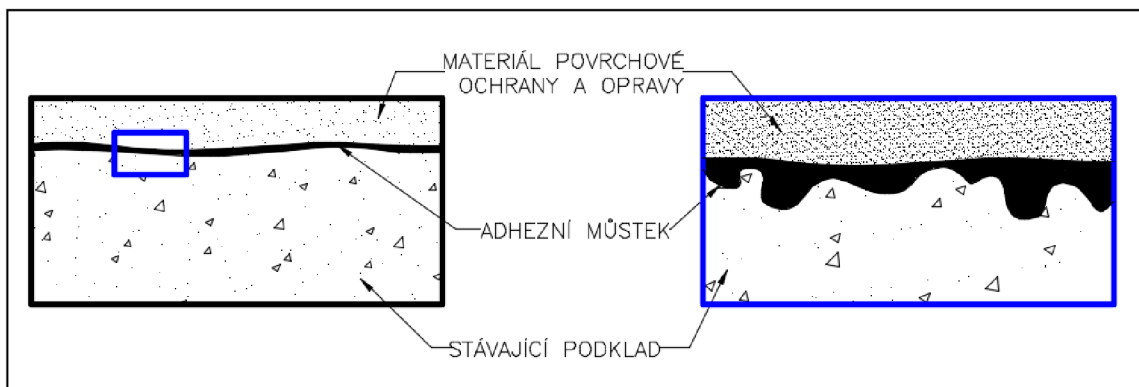 MATERIÁL POVRCHOVÉ
OCHRANY A OPRAVY
ADHEZNÍ MŮSTEK
STÁVAJÍCÍ PODKLAD